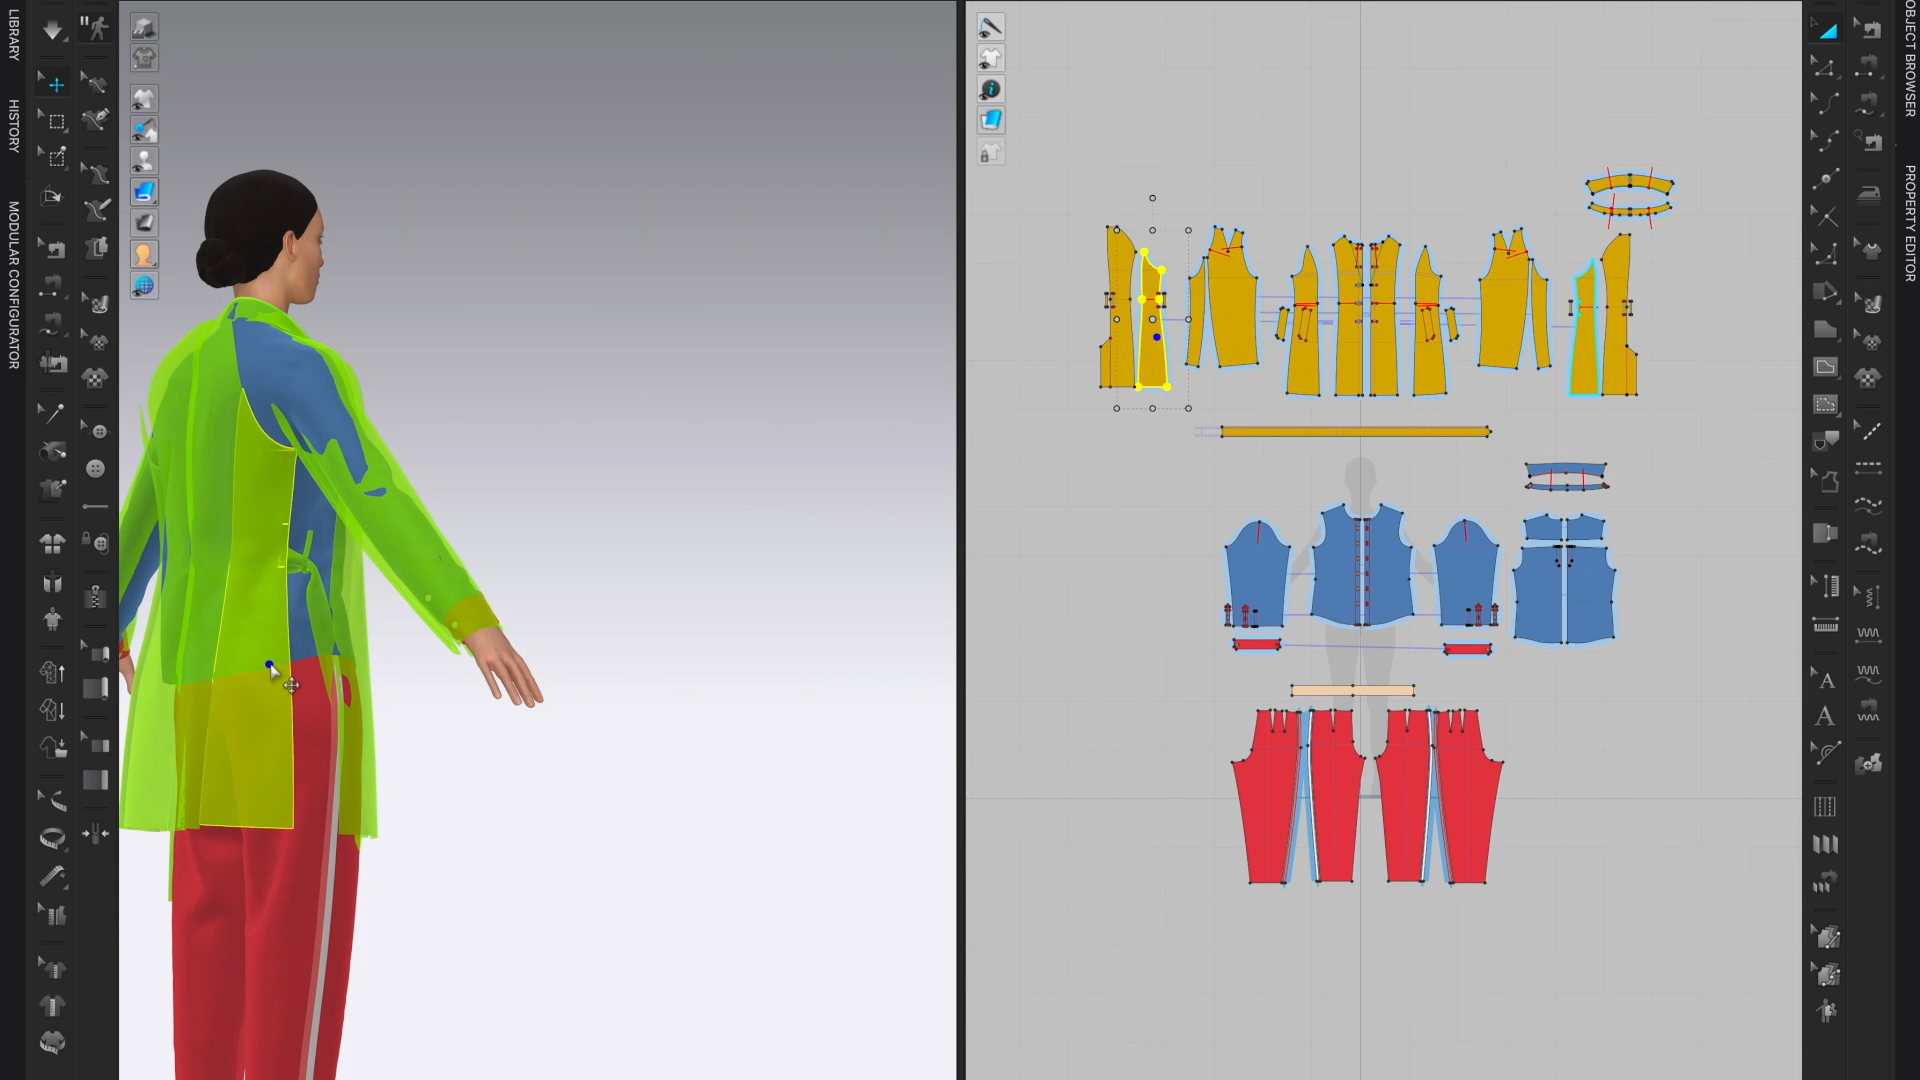 LIBRARY
HISTORY
MODULAR CONFIGURATOR
OBJECT BROWSER
PROPERTY EDITOR
A
A